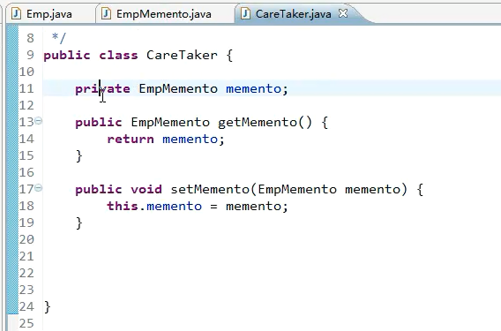 Emp.java EmpMemento.java CareTaker.java
8 */
9 public class CareTaker {
10
11 private EmpMemento memento;
12
13 public EmpMemento getMemento() {
14 return memento;
15 }
16
17 public void setMemento(EmpMemento memento) {
18 this.memento = memento;
19 }
20
21
22
23
24 }
25